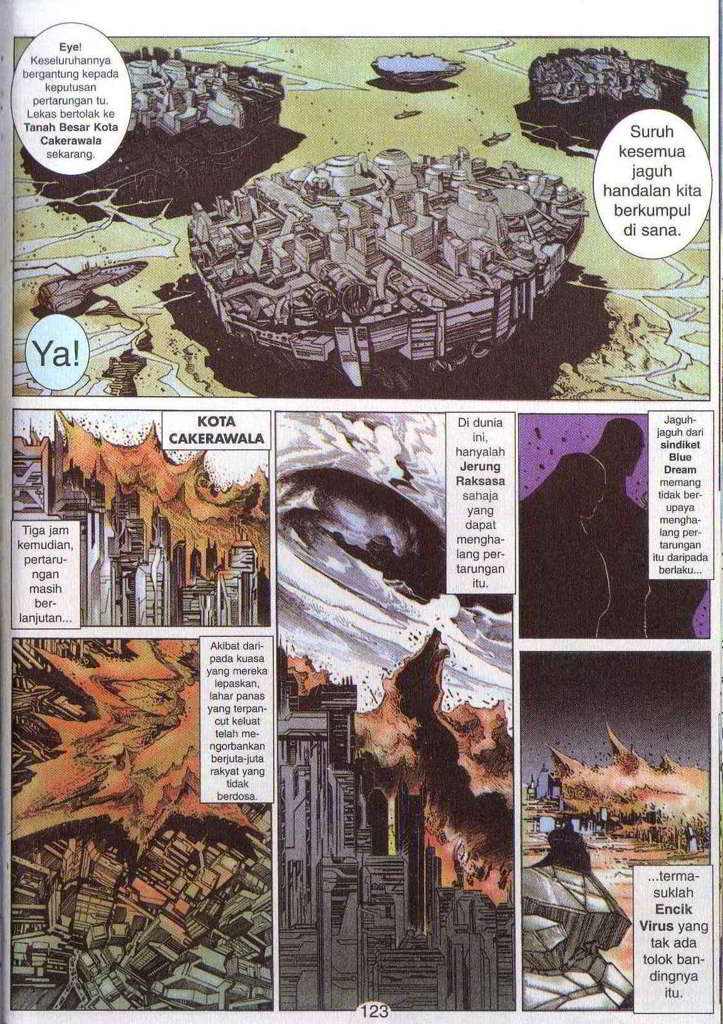 Eye!
Keseluruhannya
bergantung kepada
keputusan
pertarungan tu.
Lekas bertolak ke
Tanah Besar Kota
Cakerawala
sekarang.
Suruh
kesemua
jaguh
handalan kita
berkumpul
di sana.
Ya!
KOTA
CAKERAWALA
Tiga jam
kemudian,
pertaru-
ngan
masih
ber-
lanjutan...
Akibat dari-
pada kuasa
yang mereka
lepaskan,
lahar panas
yang terpan-
cut keluat
telah me-
ngorbankan
berjuta-juta
rakyat yang
tidak
berdosa.
Di dunia
ini,
hanyalah
Jerung
Raksasa
sahaja
yang
dapat
mengha-
lang per-
tarungan
itu.
Jaguh-
jaguh dari
sindiket
Blue
Dream
memang
tidak ber-
upaya
mengha-
lang per-
tarungan
itu daripada
berlaku...
...terma-
suklah
Encik
Virus yang
tak ada
tolok ban-
dingnya
itu.
123